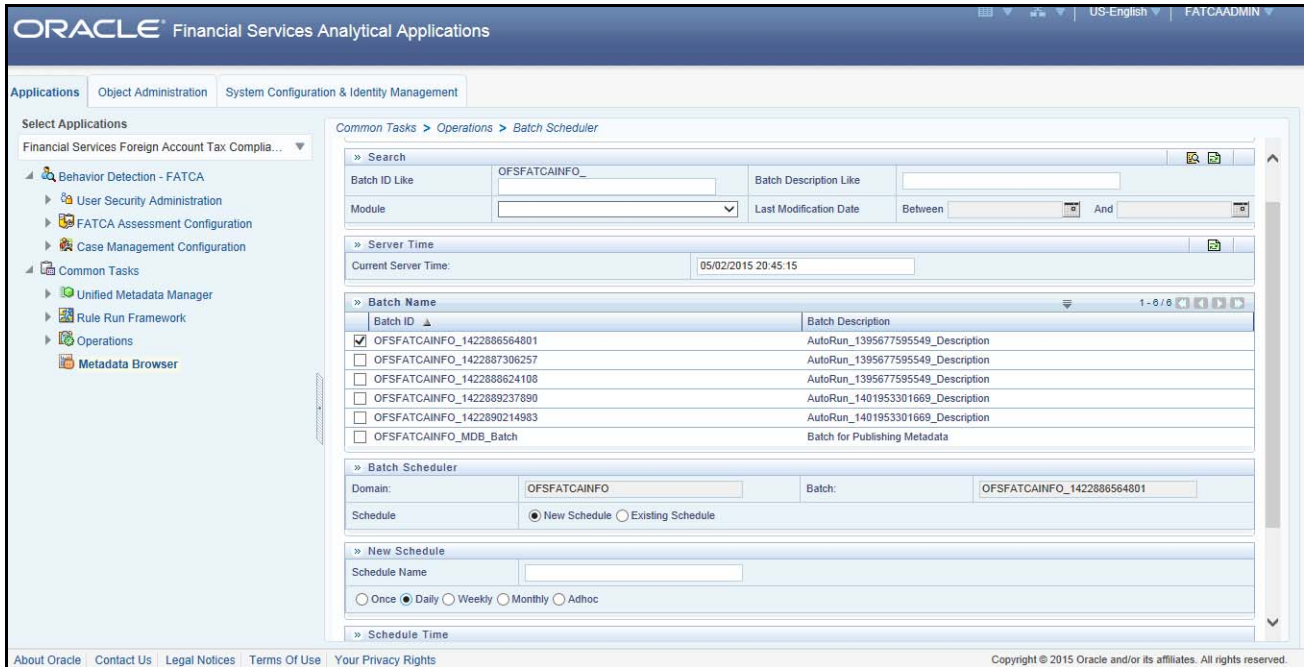 US-English FATCAADMIN
ORACLE Financial Services Analytical Applications
Applications Object Administration System Configuration & Identity Management
Select Applications
Financial Services Foreign Account Tax Complia...
Behavior Detection - FATCA
User Security Administration
FATCA Assessment Configuration
Case Management Configuration
Common Tasks
Unified Metadata Manager
Rule Run Framework
Operations
Metadata Browser
Common Tasks > Operations > Batch Scheduler
» Search
Batch ID Like OFSFATCAINFO_ Batch Description Like
Module Last Modification Date Between And
» Server Time
Current Server Time: 05/02/2015 20:45:15
» Batch Name 1 - 6 / 6
Batch ID Batch Description
OFSFATCAINFO_1422886564801 AutoRun_1395677595549_Description
OFSFATCAINFO_1422887306257 AutoRun_1395677595549_Description
OFSFATCAINFO_1422888624108 AutoRun_1395677595549_Description
OFSFATCAINFO_1422889237890 AutoRun_1401953301669_Description
OFSFATCAINFO_1422890214983 AutoRun_1401953301669_Description
OFSFATCAINFO_MDB_Batch Batch for Publishing Metadata
» Batch Scheduler
Domain: OFSFATCAINFO Batch: OFSFATCAINFO_1422886564801
Schedule New Schedule Existing Schedule
» New Schedule
Schedule Name
Once Daily Weekly Monthly Adhoc
» Schedule Time
About Oracle Contact Us Legal Notices Terms Of Use Your Privacy Rights Copyright © 2015 Oracle and/or its affiliates. All rights reserved.